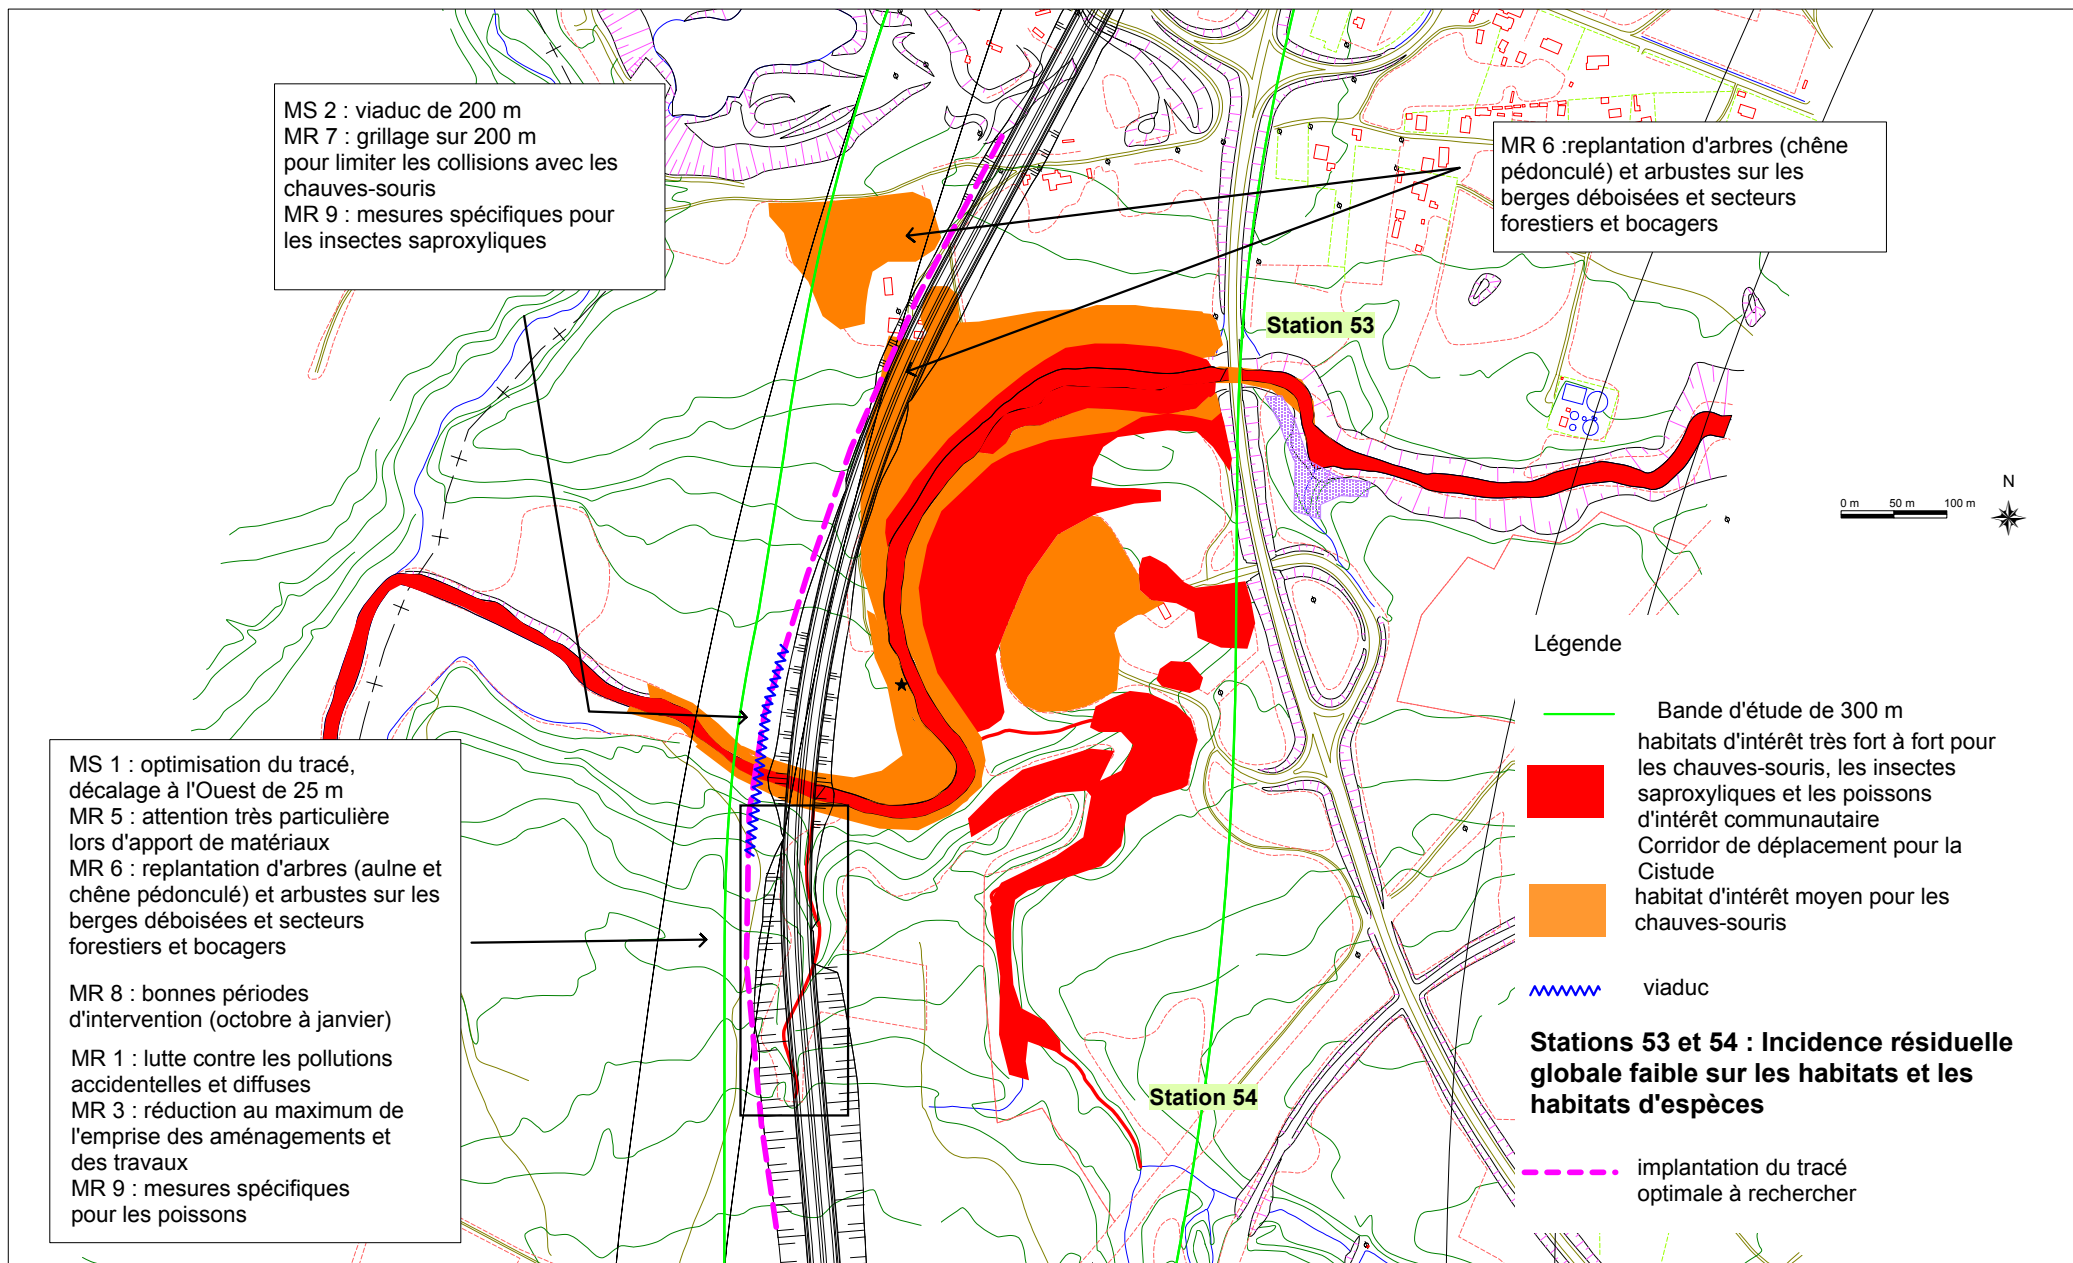 MS 2 : viaduc de 200 m
MR 7 : grillage sur 200 m
pour limiter les collisions avec les
chauves-souris
MR 9 : mesures spécifiques pour
les insectes saproxyliques
MR 6 :replantation d'arbres (chêne
pédonculé) et arbustes sur les
berges déboisées et secteurs
forestiers et bocagers
Station 53
N
0 m 50 m 100 m
MS 1 : optimisation du tracé,
décalage à l'Ouest de 25 m
MR 5 : attention très particulière
lors d'apport de matériaux
MR 6 : replantation d'arbres (aulne et
chêne pédonculé) et arbustes sur les
berges déboisées et secteurs
forestiers et bocagers
MR 8 : bonnes périodes
d'intervention (octobre à janvier)
MR 1 : lutte contre les pollutions
accidentelles et diffuses
MR 3 : réduction au maximum de
l'emprise des aménagements et
des travaux
MR 9 : mesures spécifiques
pour les poissons
Station 54
Légende
Bande d'étude de 300 m
habitats d'intérêt très fort à fort pour
les chauves-souris, les insectes
saproxyliques et les poissons
d'intérêt communautaire
Corridor de déplacement pour la
Cistude
habitat d'intérêt moyen pour les
chauves-souris
viaduc
Stations 53 et 54 : Incidence résiduelle
globale faible sur les habitats et les
habitats d'espèces
implantation du tracé
optimale à rechercher